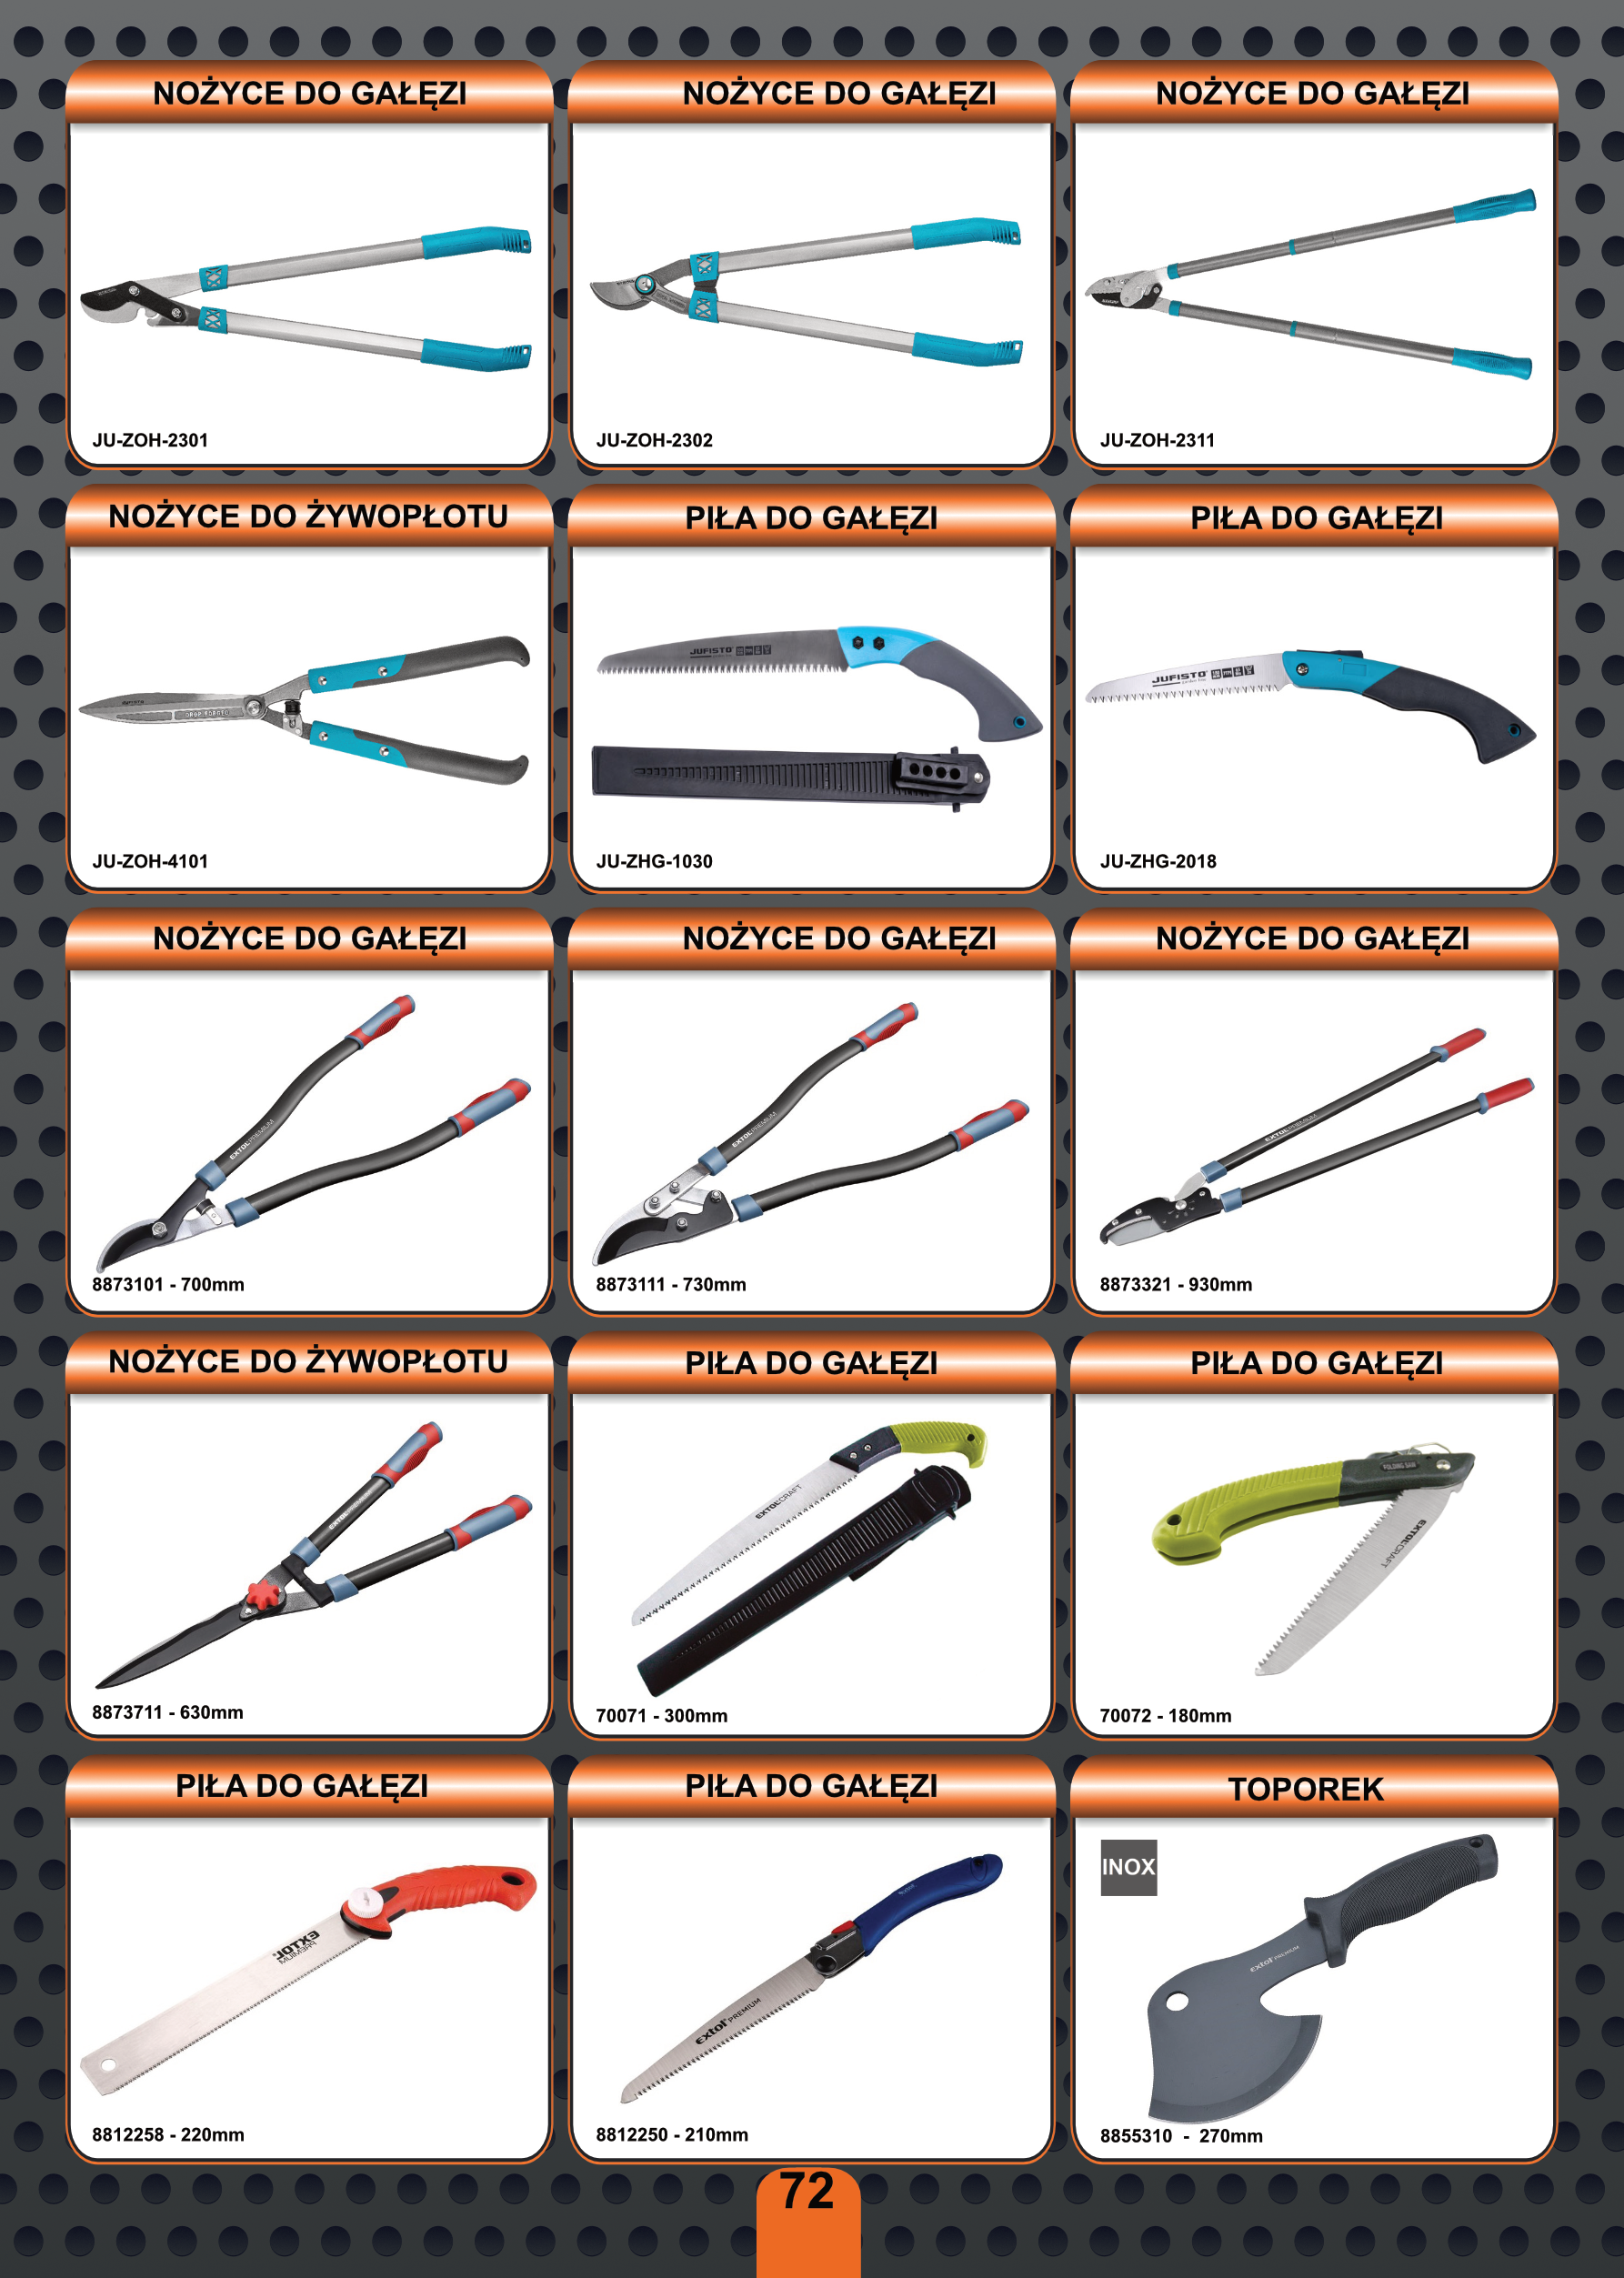 NOŻYCE DO GAŁĘZI
NOŻYCE DO GAŁĘZI
NOŻYCE DO GAŁĘZI
JU-ZOH-2301
JU-ZOH-2302
JU-ZOH-2311
NOŻYCE DO ŻYWOPŁOTU
PIŁA DO GAŁĘZI
PIŁA DO GAŁĘZI
JUFISTO
JUFISTO
DROP FORGED
JU-ZOH-4101
JU-ZHG-1030
JU-ZHG-2018
NOŻYCE DO GAŁĘZI
NOŻYCE DO GAŁĘZI
NOŻYCE DO GAŁĘZI
EXTOL PREMIUM
EXTOL PREMIUM
EXTOL PREMIUM
8873101 - 700mm
8873111 - 730mm
8873321 - 930mm
NOŻYCE DO ŻYWOPŁOTU
PIŁA DO GAŁĘZI
PIŁA DO GAŁĘZI
EXTOL PREMIUM
EXTOL CRAFT
FOLDING SAW
EXTOL CRAFT
8873711 - 630mm
70071 - 300mm
70072 - 180mm
PIŁA DO GAŁĘZI
PIŁA DO GAŁĘZI
TOPOREK
INOX
EXTOL
PREMIUM
extol PREMIUM
extol PREMIUM
8812258 - 220mm
8812250 - 210mm
8855310 - 270mm
72